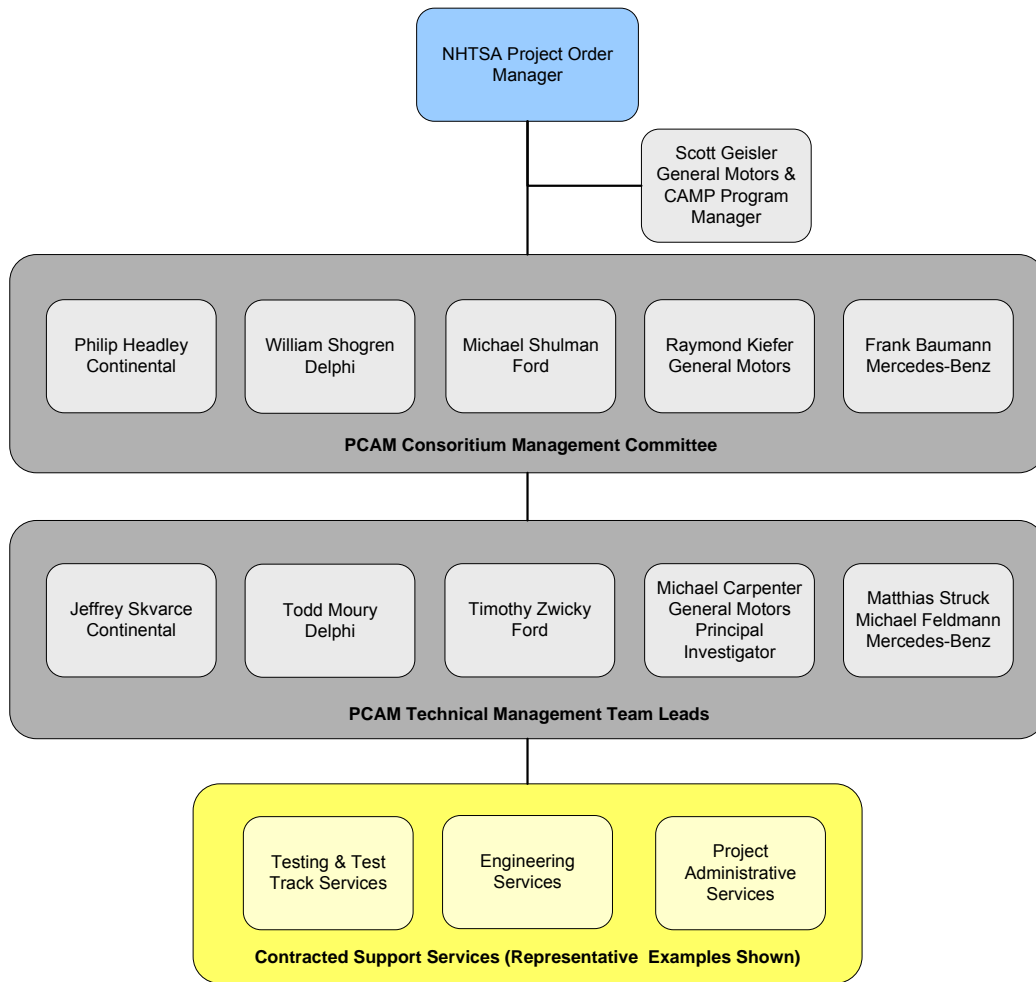 NHTSA Project Order
Manager
Scott Geisler
General Motors &
CAMP Program
Manager
Philip Headley
Continental
William Shogren
Delphi
Michael Shulman
Ford
Raymond Kiefer
General Motors
Frank Baumann
Mercedes-Benz
PCAM Consoritium Management Committee
Jeffrey Skvarce
Continental
Todd Moury
Delphi
Timothy Zwicky
Ford
Michael Carpenter
General Motors
Principal
Investigator
Matthias Struck
Michael Feldmann
Mercedes-Benz
PCAM Technical Management Team Leads
Testing & Test
Track Services
Engineering
Services
Project
Administrative
Services
Contracted Support Services (Representative Examples Shown)